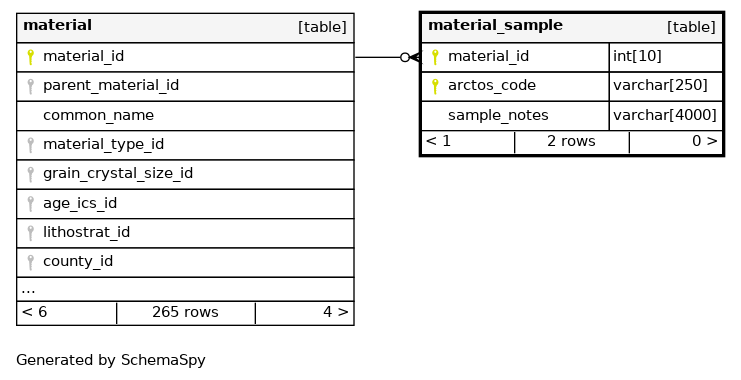 material [table]
material_id
parent_material_id
common_name
material_type_id
grain_crystal_size_id
age_ics_id
lithostrat_id
county_id
...
< 6 265 rows 4 >
material_sample [table]
material_id int[10]
arctos_code varchar[250]
sample_notes varchar[4000]
< 1 2 rows 0 >
Generated by SchemaSpy